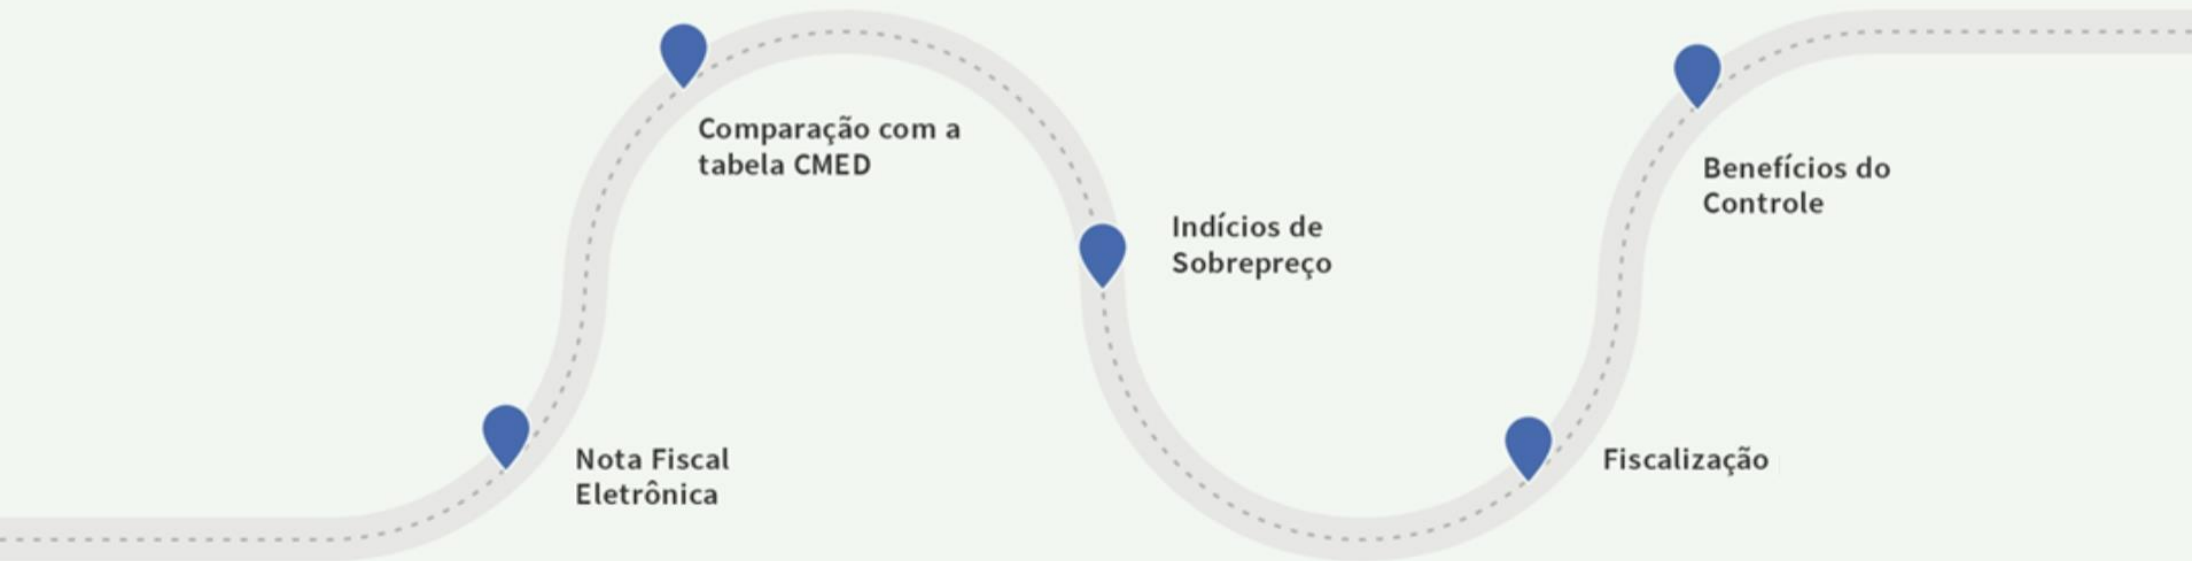 Comparação com a
tabela CMED
Benefícios do
Controle
Indícios de
Sobrepreço
Nota Fiscal
Eletrônica
Fiscalização